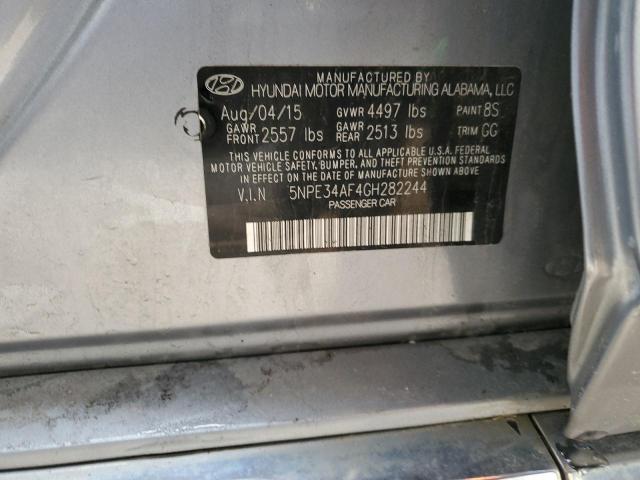 MANUFACTURED BY
HYUNDAI MOTOR MANUFACTURING ALABAMA, LLC
Aug/04/15 GVWR 4497 lbs PAINT 8S
GAWR FRONT 2557 lbs GAWR REAR 2513 lbs TRIM GG
THIS VEHICLE CONFORMS TO ALL APPLICABLE U.S.A. FEDERAL
MOTOR VEHICLE SAFETY, BUMPER, AND THEFT PREVENTION
STANDARDS IN EFFECT ON THE DATE OF MANUFACTURE SHOWN ABOVE.
V.I.N 5NPE34AF4GH282244
PASSENGER CAR